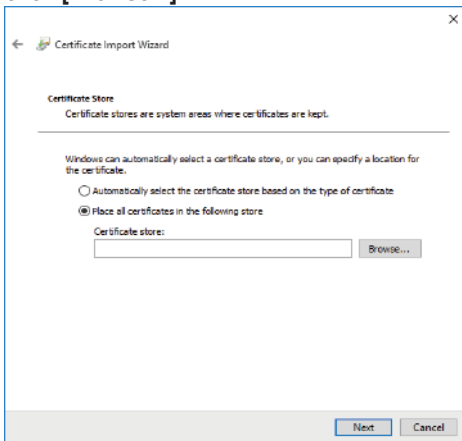 Certificate Import Wizard
Certificate Store
Certificate stores are system areas where certificates are kept.
Windows can automatically select a certificate store, or you can specify a location for
the certificate.
Automatically select the certificate store based on the type of certificate
Place all certificates in the following store
Certificate store:
Browse...
Next Cancel